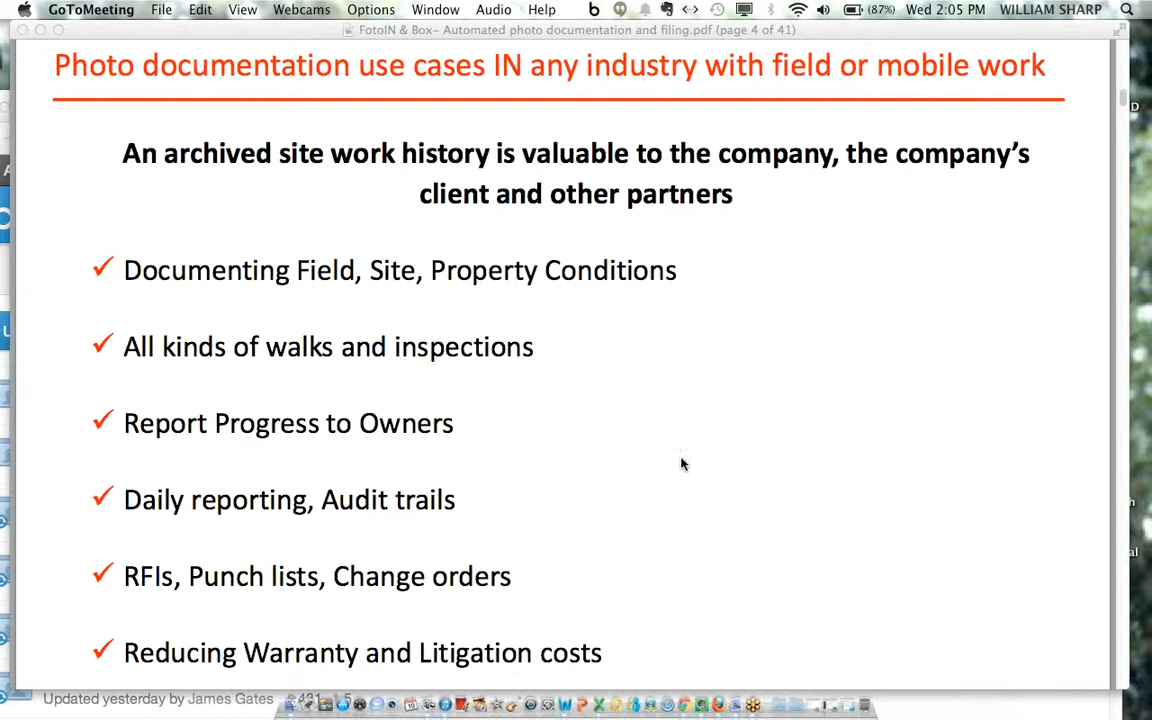 GoToMeeting File Edit View Webcams Options Window Audio Help (87%) Wed 2:05 PM WILLIAM SHARP
FotoIN & Box- Automated photo documentation and filing.pdf (page 4 of 41)
Photo documentation use cases IN any industry with field or mobile work
An archived site work history is valuable to the company, the company's
client and other partners
Documenting Field, Site, Property Conditions
All kinds of walks and inspections
Report Progress to Owners
Daily reporting, Audit trails
RFIs, Punch lists, Change orders
Reducing Warranty and Litigation costs
Updated yesterday by James Gates